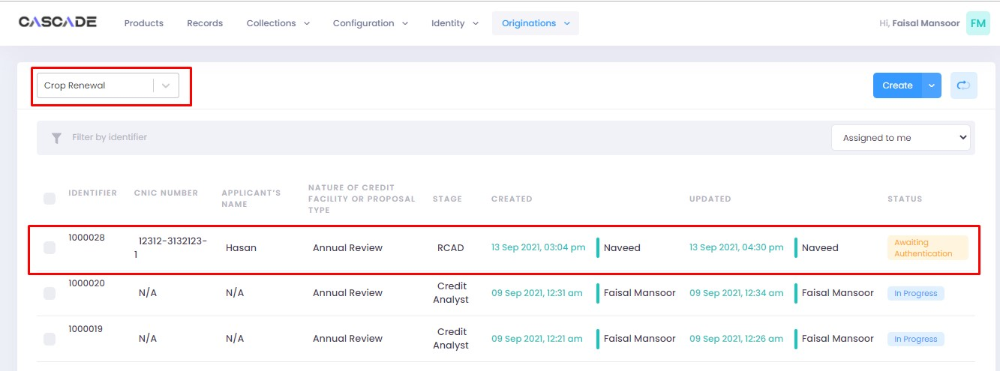 CASCADE Products Records Collections Configuration Identity Originations Hi, Faisal Mansoor FM
Crop Renewal Create
Filter by identifier Assigned to me
IDENTIFIER CNIC NUMBER APPLICANT'S NAME NATURE OF CREDIT FACILITY OR PROPOSAL TYPE STAGE CREATED UPDATED STATUS
1000028 12312-3132123-1 Hasan Annual Review RCAD 13 Sep 2021, 03:04 pm Naveed 13 Sep 2021, 04:30 pm Naveed Awaiting Authentication
1000020 N/A N/A Annual Review Credit Analyst 09 Sep 2021, 12:31 am Faisal Mansoor 09 Sep 2021, 12:34 am Faisal Mansoor In Progress
1000019 N/A N/A Annual Review Credit Analyst 09 Sep 2021, 12:21 am Faisal Mansoor 09 Sep 2021, 12:26 am Faisal Mansoor In Progress